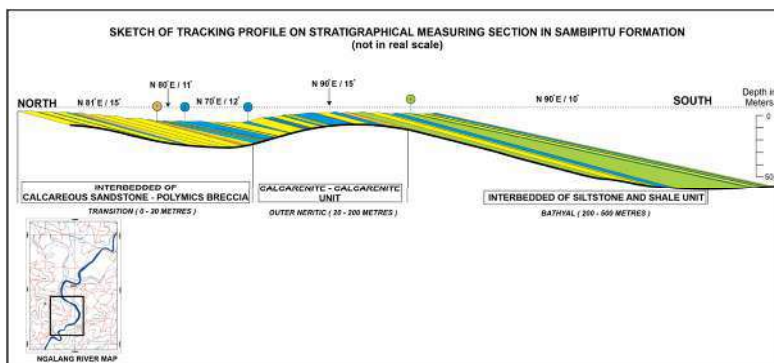 SKETCH OF TRACKING PROFILE ON STRATIGRAPHICAL MEASURING SECTION IN SAMBIPITU FORMATION
(not in real scale)
NORTH
N 81°E / 15°
N 80°E / 11°
N 70°E / 12°
N 90°E / 15°
N 90°E / 10°
SOUTH
Depth in
Meters
0
INTERBEDDED OF
CALCAREOUS SANDSTONE - POLYMICS BRECCIA
TRANSITION ( 0 - 20 METRES )
CALCARENITE - CALCARENITE
UNIT
OUTER NERITIC ( 20 - 200 METRES )
INTERBEDDED OF SILTSTONE AND SHALE UNIT
BATHYAL ( 200 - 500 METRES )
NGALANG RIVER MAP